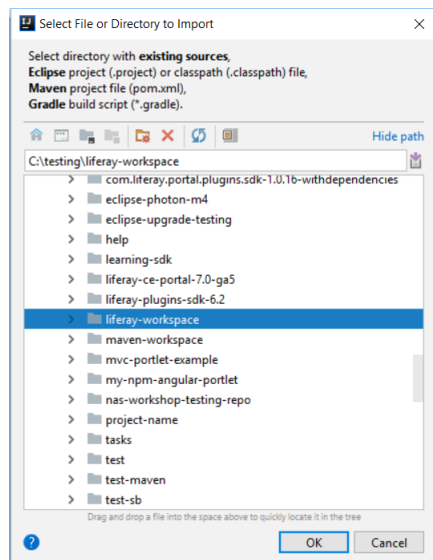 Select File or Directory to Import
Select directory with existing sources,
Eclipse project (.project) or classpath (.classpath) file,
Maven project file (pom.xml),
Gradle build script (*.gradle).
Hide path
C:\testing\liferay-workspace
com.liferay.portal.plugins.sdk-1.0.16-withdependencies
eclipse-photon-m4
eclipse-upgrade-testing
help
learning-sdk
liferay-ce-portal-7.0-ga5
liferay-plugins-sdk-6.2
liferay-workspace
maven-workspace
mvc-portlet-example
my-npm-angular-portlet
nas-workshop-testing-repo
project-name
tasks
test
test-maven
test-sb
Drag and drop a file into the space above to quickly locate it in the tree
OK Cancel